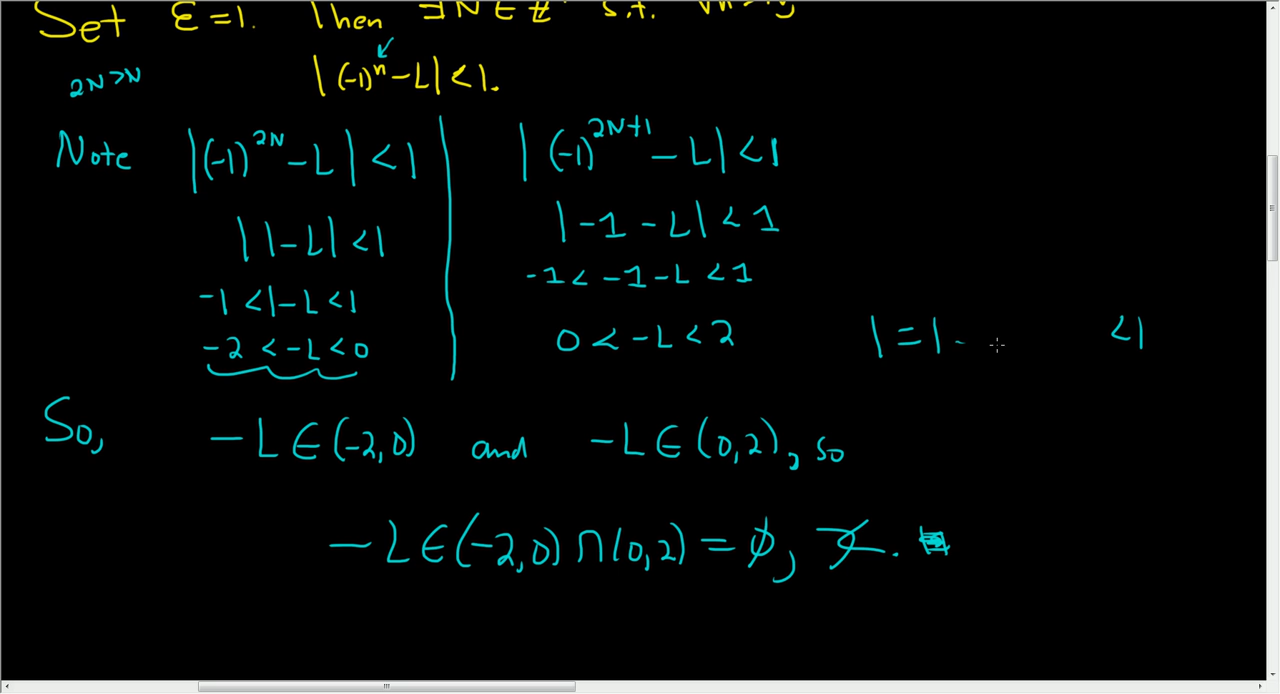 Set ε = 1. Then ∃N∈ℤ⁺ s.t.
2N>N |(-1)ⁿ - L| < 1.
Note |(-1)^{2N} - L| < 1 |(-1)^{2N+1} - L| < 1
|1 - L| < 1 |-1 - L| < 1
-1 < 1 - L < 1 -1 < -1 - L < 1
-2 < -L < 0 0 < -L < 2 1 = 1 - < 1
So, -L ∈ (-2,0) and -L ∈ (0,2), so
-L ∈ (-2,0) ∩ (0,2) = ϕ,